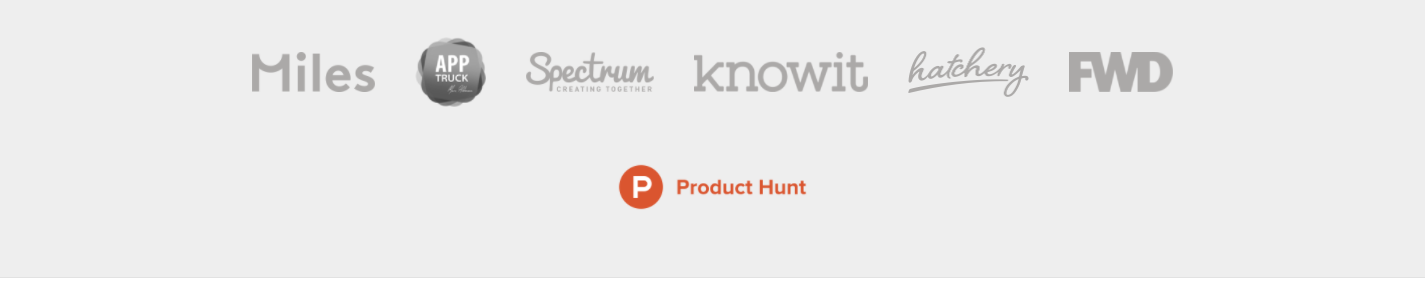 Miles
APP
TRUCK
Spectrum
CREATING TOGETHER
knowit
hatchery
FWD
P
Product Hunt